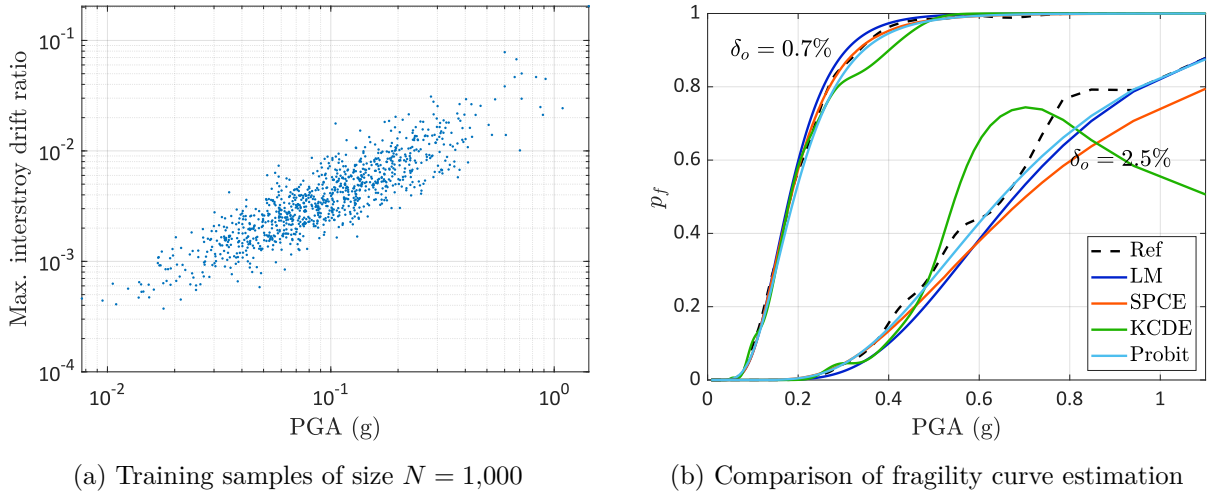 10^-1
10^-2
10^-3
10^-4
Max. interstroy drift ratio
10^-2
10^-1
10^0
PGA (g)
(a) Training samples of size N = 1,000
1
0.8
0.6
0.4
0.2
0
p_f
δ_o = 0.7%
δ_o = 2.5%
Ref
LM
SPCE
KCDE
Probit
0
0.2
0.4
0.6
0.8
1
PGA (g)
(b) Comparison of fragility curve estimation